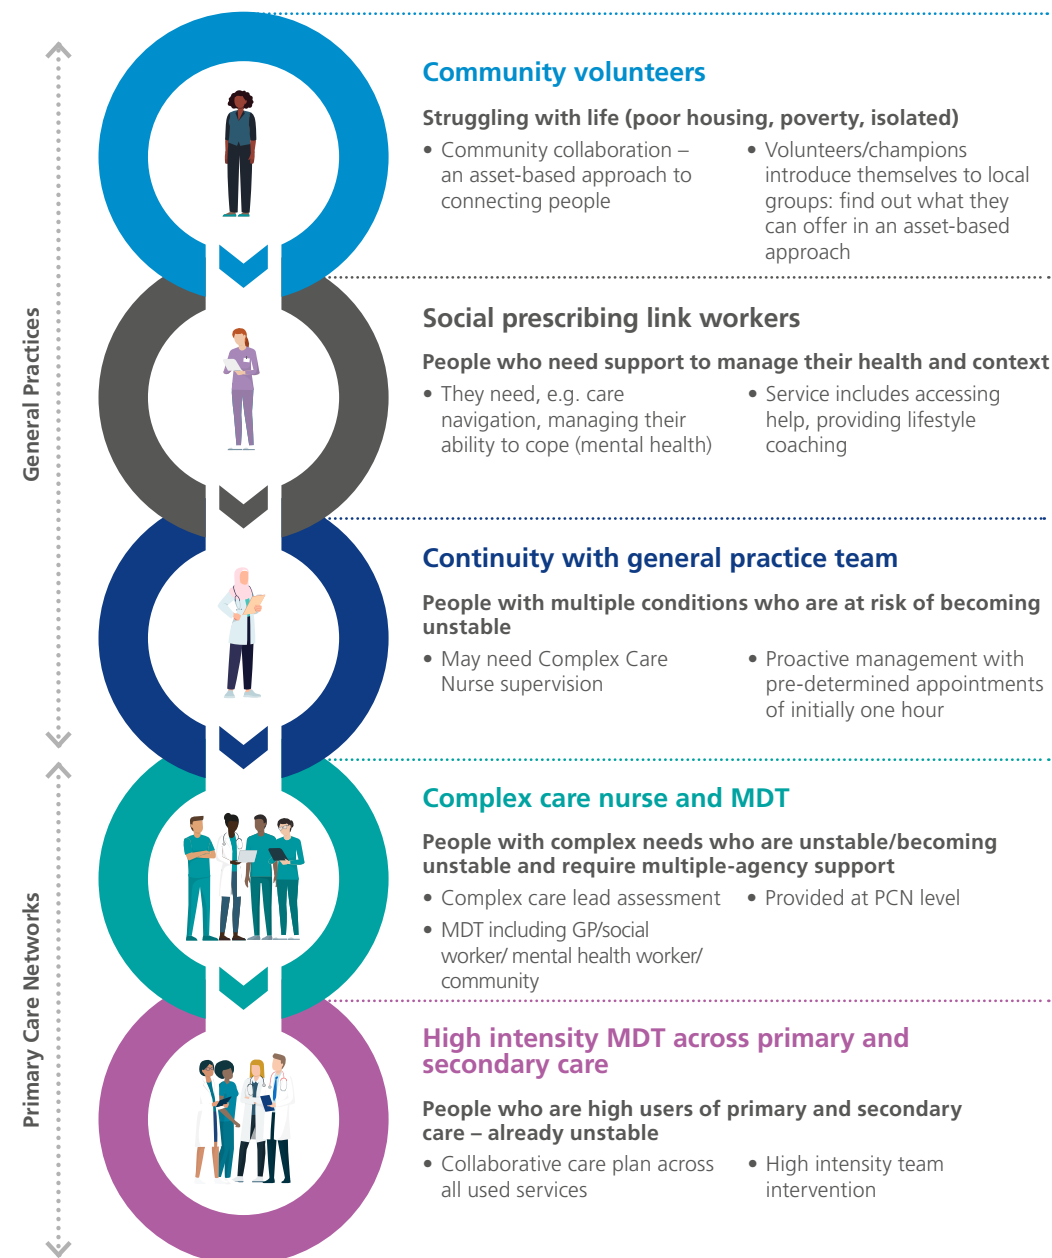 General Practices
Community volunteers
Struggling with life (poor housing, poverty, isolated)
• Community collaboration –
an asset-based approach to
connecting people
• Volunteers/champions
introduce themselves to local
groups: find out what they
can offer in an asset-based
approach
Social prescribing link workers
People who need support to manage their health and context
• They need, e.g. care
navigation, managing their
ability to cope (mental health)
• Service includes accessing
help, providing lifestyle
coaching
Continuity with general practice team
People with multiple conditions who are at risk of becoming
unstable
• May need Complex Care
Nurse supervision
• Proactive management with
pre-determined appointments
of initially one hour
Primary Care Networks
Complex care nurse and MDT
People with complex needs who are unstable/becoming
unstable and require multiple-agency support
• Complex care lead assessment
• MDT including GP/social
worker/ mental health worker/
community
• Provided at PCN level
High intensity MDT across primary and
secondary care
People who are high users of primary and secondary
care – already unstable
• Collaborative care plan across
all used services
• High intensity team
intervention